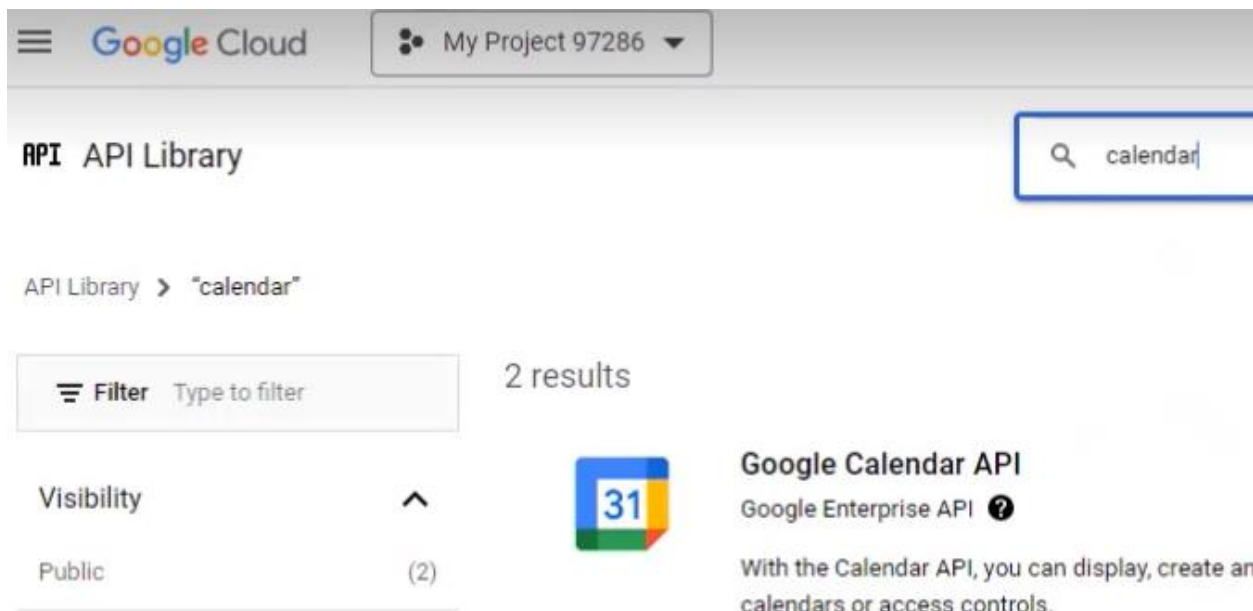 Google Cloud
My Project 97286
API API Library
calendar
API Library > "calendar"
Filter Type to filter
2 results
Google Calendar API
31
Google Enterprise API
Visibility
Public (2)
With the Calendar API, you can display, create an
calendars or access controls.